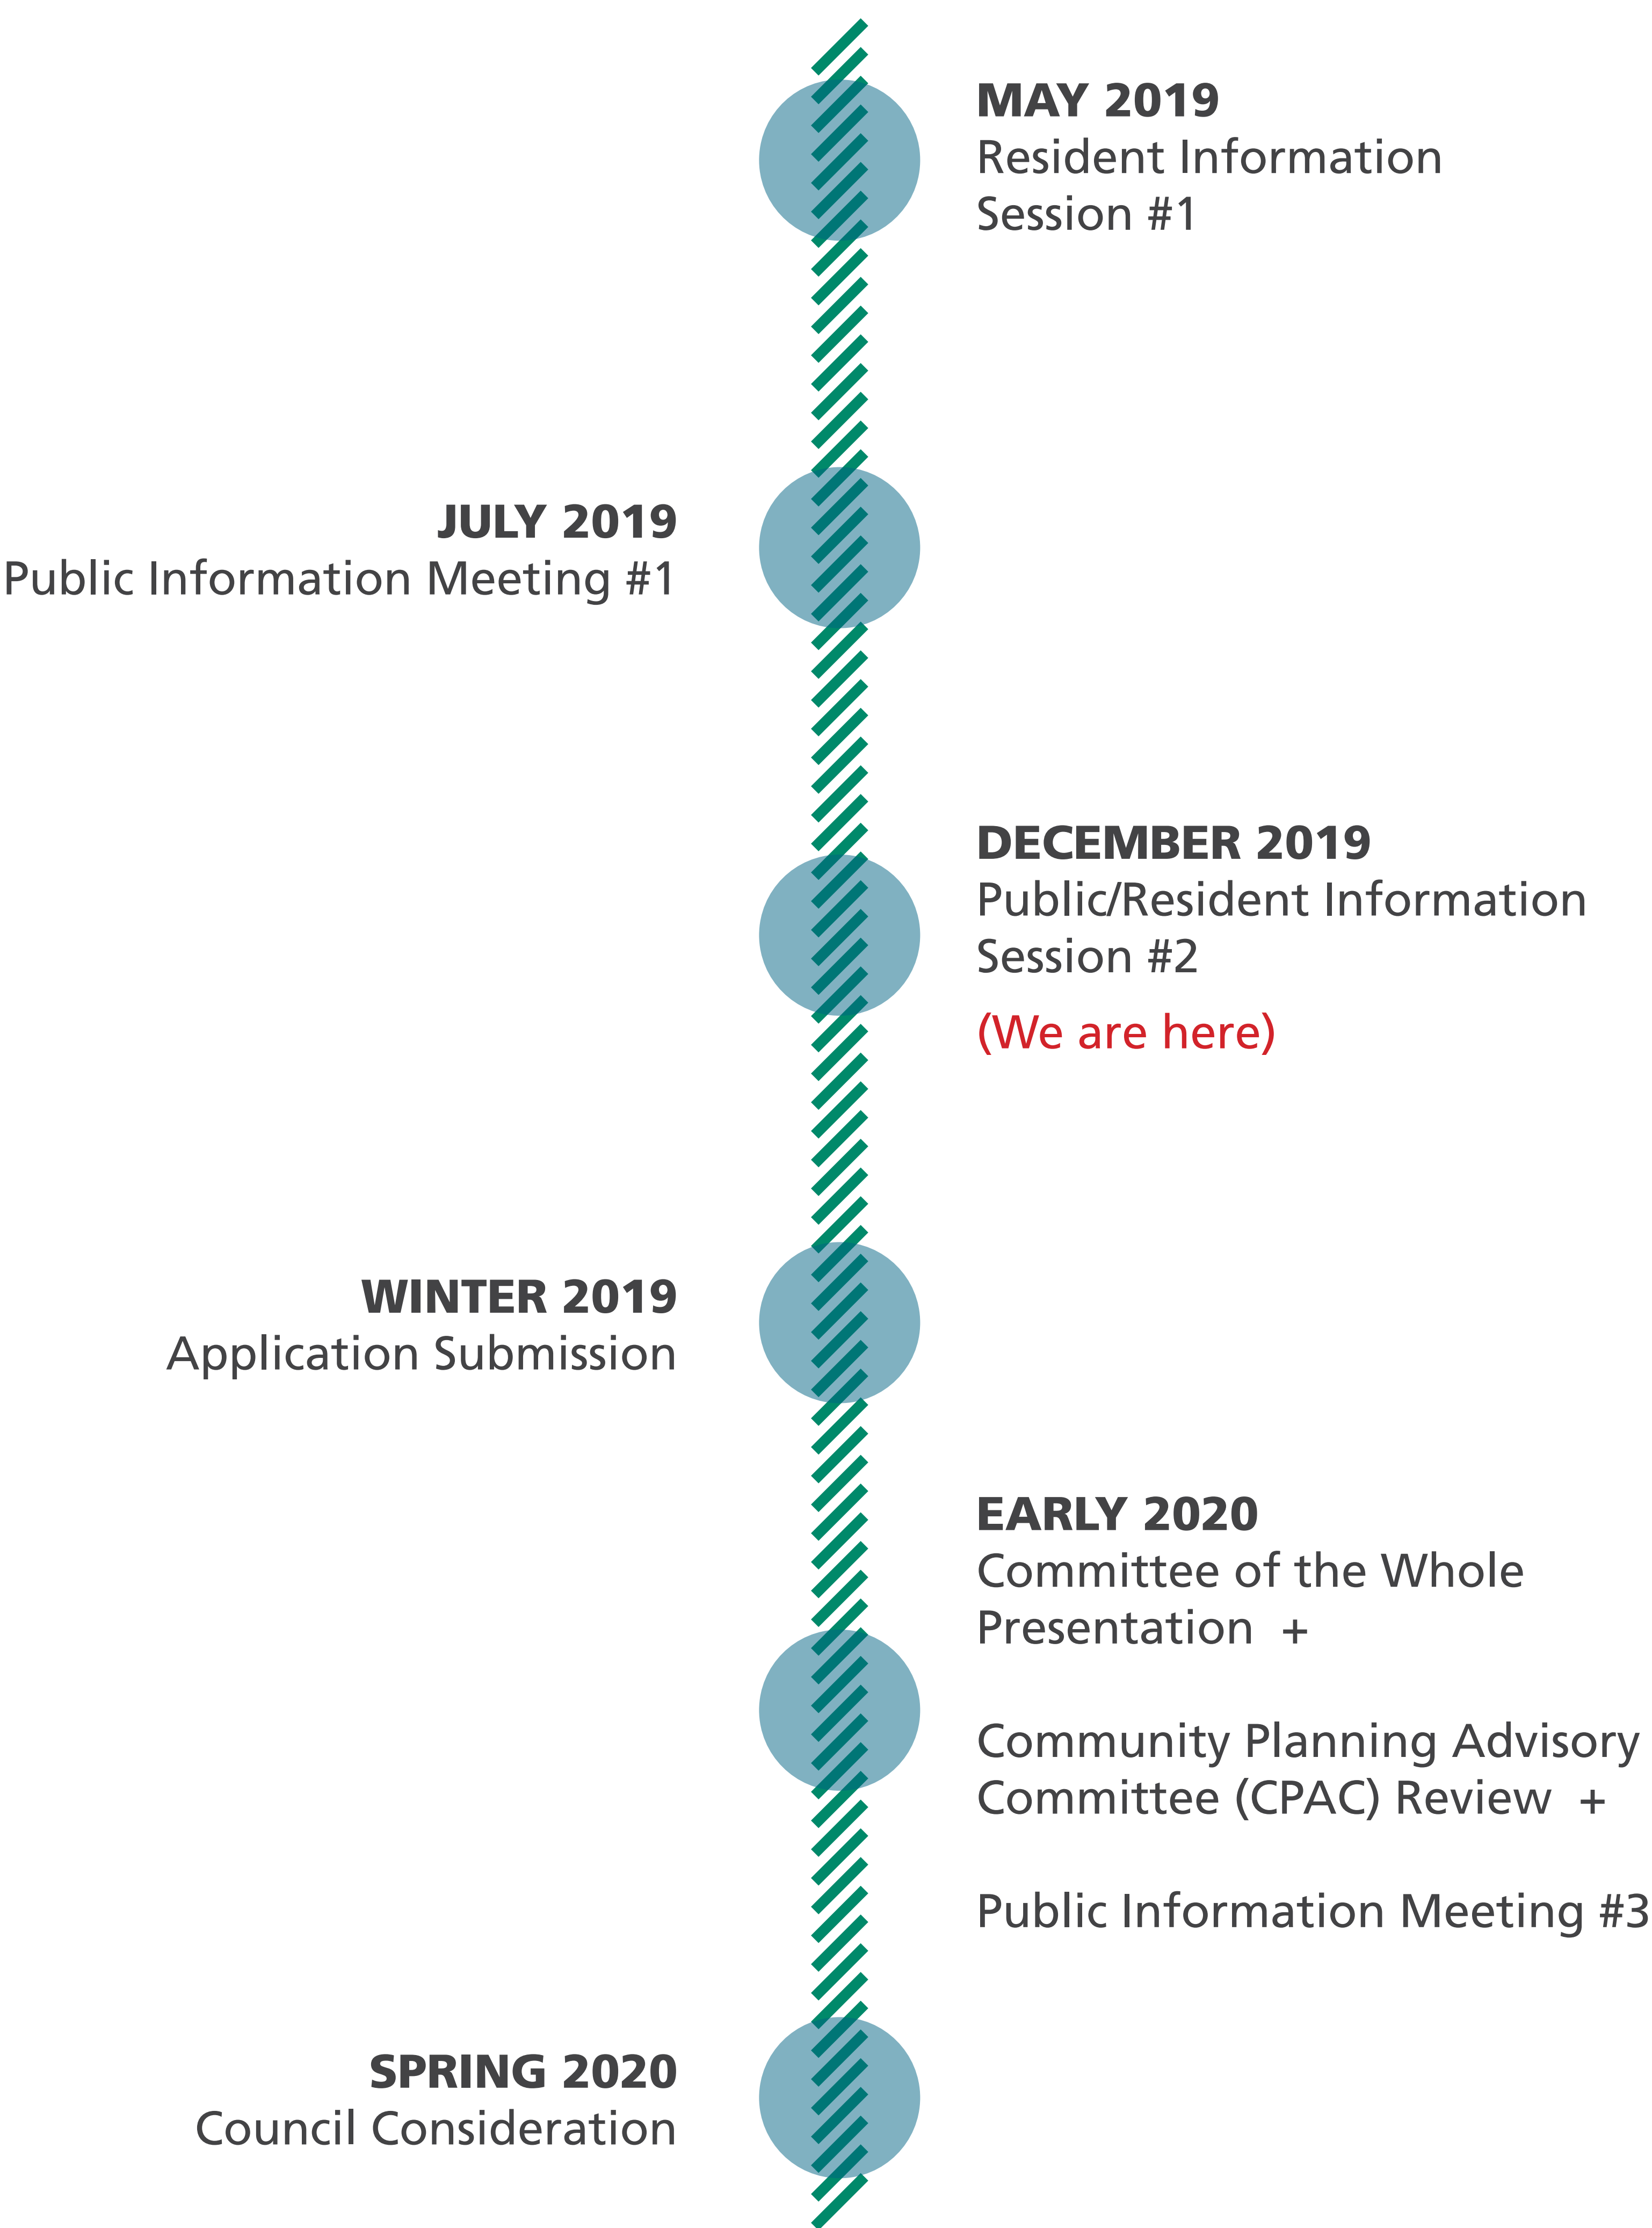 MAY 2019
Resident Information
Session #1
JULY 2019
Public Information Meeting #1
DECEMBER 2019
Public/Resident Information
Session #2
(We are here)
WINTER 2019
Application Submission
EARLY 2020
Committee of the Whole
Presentation +
Community Planning Advisory
Committee (CPAC) Review +
Public Information Meeting #3
SPRING 2020
Council Consideration